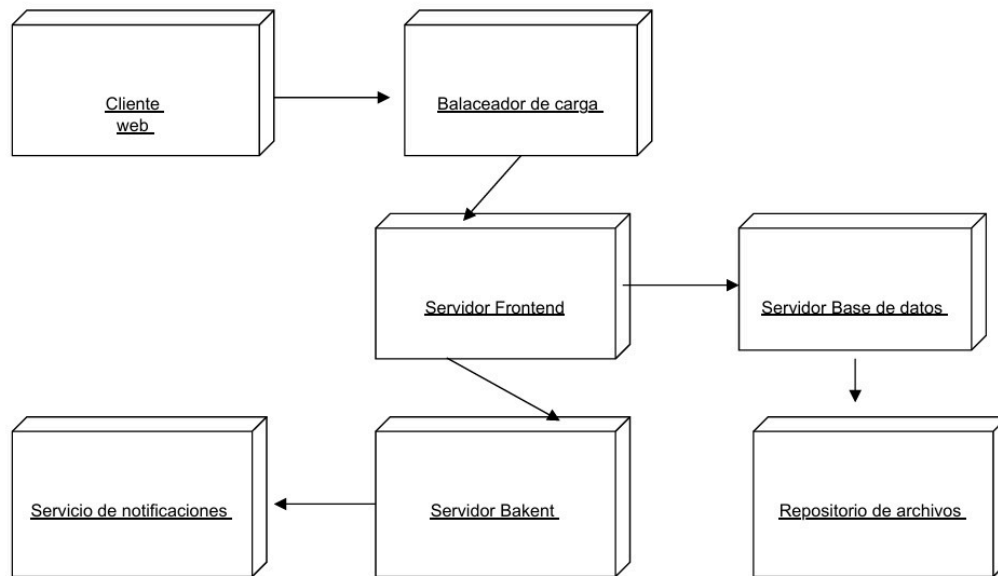 Cliente
web
Balaceador de carga
Servidor Frontend
Servidor Base de datos
Servicio de notificaciones
Servidor Bakent
Repositorio de archivos